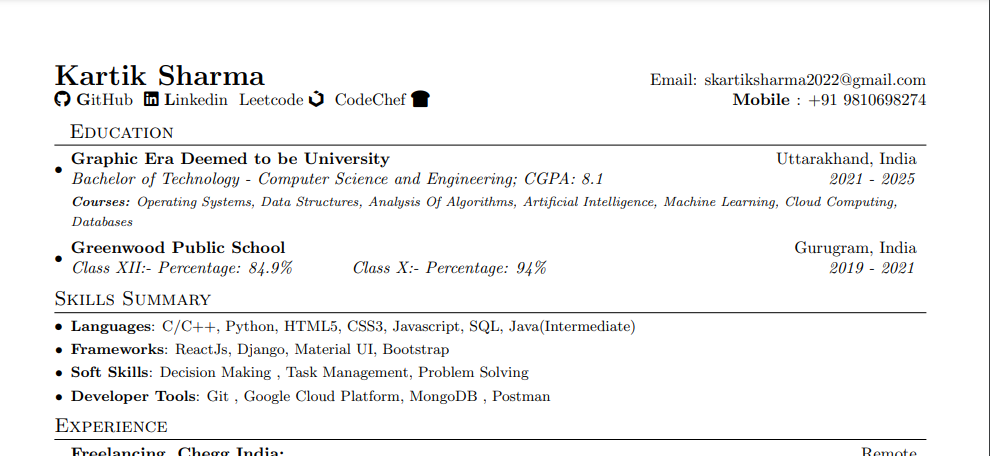 Kartik Sharma
Email: skartiksharma2022@gmail.com
GitHub Linkedin Leetcode CodeChef
Mobile : +91 9810698274
Education
Graphic Era Deemed to be University Uttarakhand, India
Bachelor of Technology - Computer Science and Engineering; CGPA: 8.1 2021 - 2025
Courses: Operating Systems, Data Structures, Analysis Of Algorithms, Artificial Intelligence, Machine Learning, Cloud Computing,
Databases
Greenwood Public School Gurugram, India
Class XII:- Percentage: 84.9% Class X:- Percentage: 94% 2019 - 2021
Skills Summary
• Languages: C/C++, Python, HTML5, CSS3, Javascript, SQL, Java(Intermediate)
• Frameworks: ReactJs, Django, Material UI, Bootstrap
• Soft Skills: Decision Making , Task Management, Problem Solving
• Developer Tools: Git , Google Cloud Platform, MongoDB , Postman
Experience
Freelancing, Chegg India: Remote